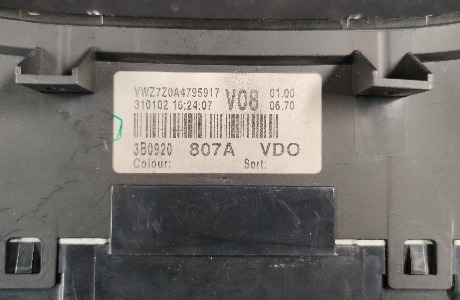 VWZ7Z0A4795917 V08 01.00
310102 16:24:07 06.70
3B0920 807A VDO
Colour: Sort: